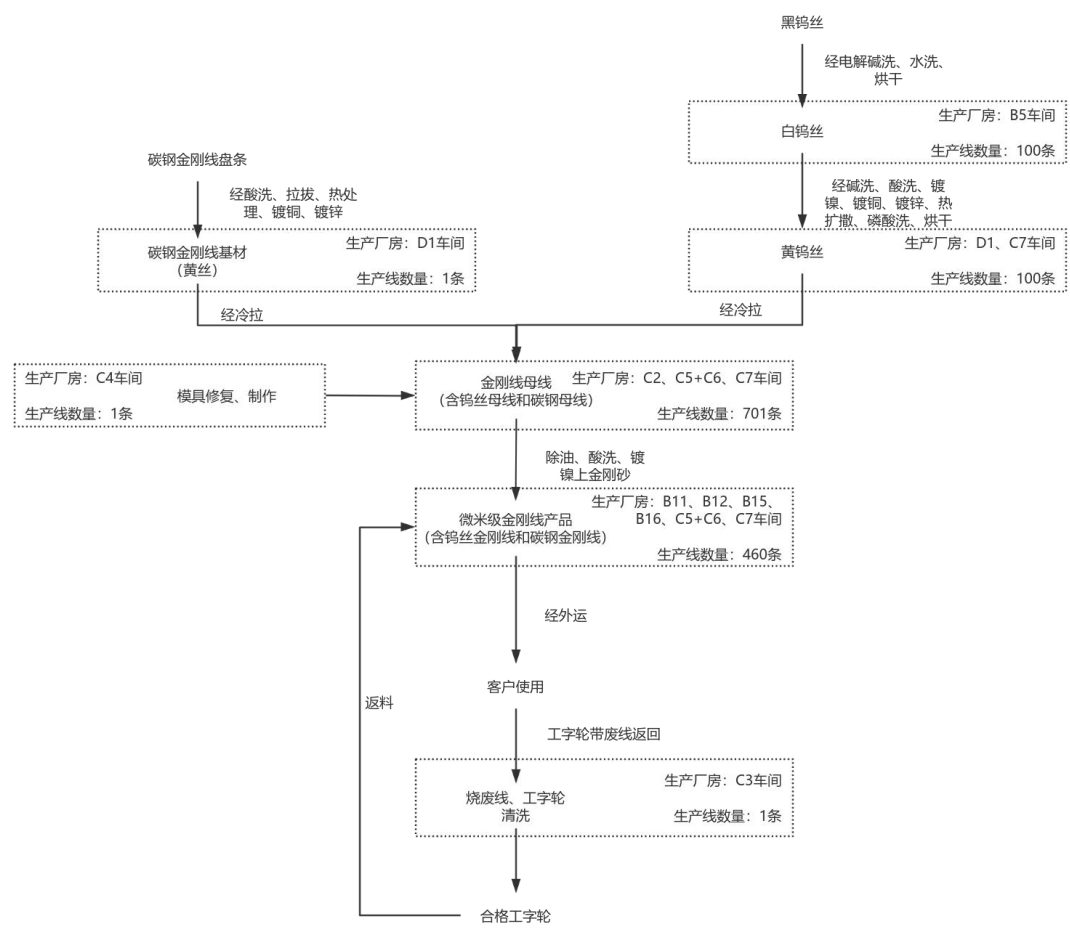 黑钨丝
经电解碱洗、水洗、
烘干
生产厂房：B5车间
白钨丝
生产线数量：100条
碳钢金刚线盘条
经酸洗、拉拔、热处
理、镀铜、镀锌
经碱洗、酸洗、镀
镍、镀铜、镀锌、热
扩撒、磷酸洗、烘干
生产厂房：D1车间
碳钢金刚线基材
（黄丝）
生产线数量：1条
生产厂房：D1、C7车间
黄钨丝
生产线数量：100条
经冷拉
经冷拉
生产厂房：C4车间
模具修复、制作
生产线数量：1条
金刚线母线
（含钨丝母线和碳钢母线）
生产厂房：C2、C5+C6、C7车间
生产线数量：701条
除油、酸洗、镀
镍上金刚砂
生产厂房：B11、B12、B15、
B16、C5+C6、C7车间
微米级金刚线产品
（含钨丝金刚线和碳钢金刚线）
生产线数量：460条
经外运
客户使用
返料
工字轮带废线返回
生产厂房：C3车间
烧废线、工字轮
清洗
生产线数量：1条
合格工字轮